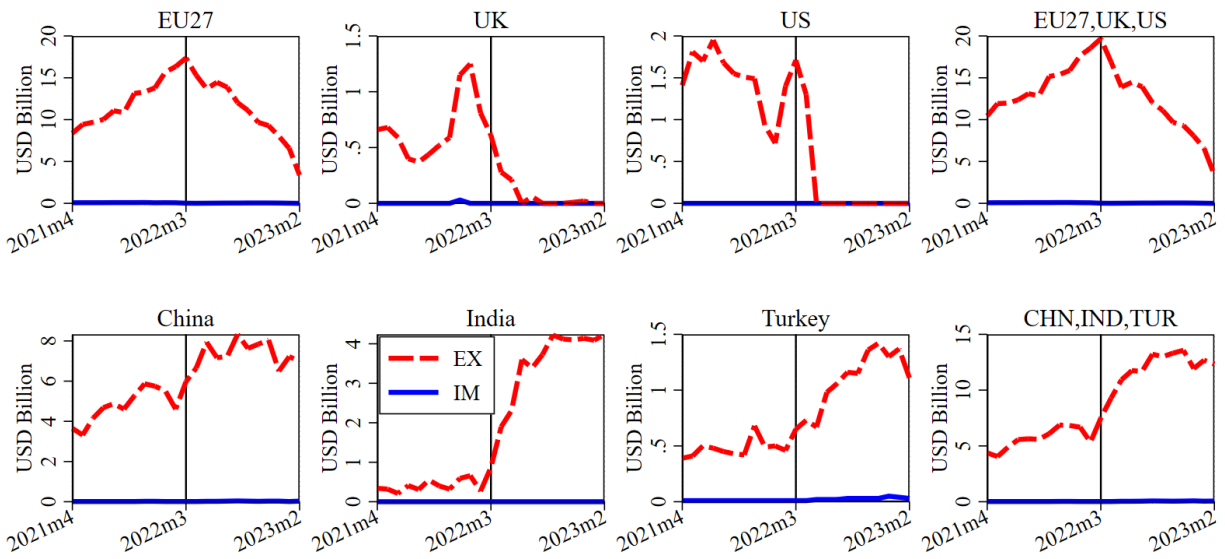 EU27
USD Billion
20
15
10
5
0
2021m4
2022m3
2023m2
UK
USD Billion
1.5
1
.5
0
2021m4
2022m3
2023m2
US
USD Billion
2
1.5
1
.5
0
2021m4
2022m3
2023m2
EU27,UK,US
USD Billion
20
15
10
5
0
2021m4
2022m3
2023m2
China
USD Billion
8
6
4
2
0
2021m4
2022m3
2023m2
India
USD Billion
4
3
2
1
0
EX
IM
2021m4
2022m3
2023m2
Turkey
USD Billion
1.5
1
.5
0
2021m4
2022m3
2023m2
CHN,IND,TUR
USD Billion
15
10
5
0
2021m4
2022m3
2023m2